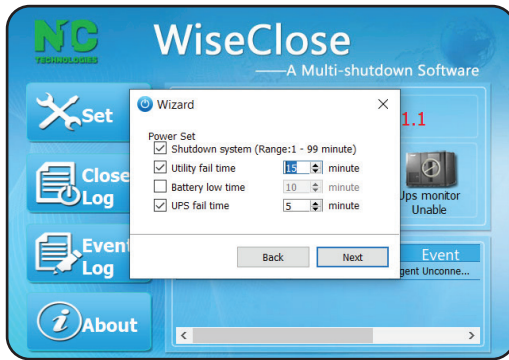 NC
TECHNOLOGIES
WiseClose
——A Multi-shutdown Software
Set
Close
Log
Event
Log
About
Wizard
Power Set
Shutdown system (Range:1 - 99 minute)
Utility fail time 15 minute
Battery low time 10 minute
UPS fail time 5 minute
Back Next
1.1
Ups monitor
Unable
Event
gent Unconne...